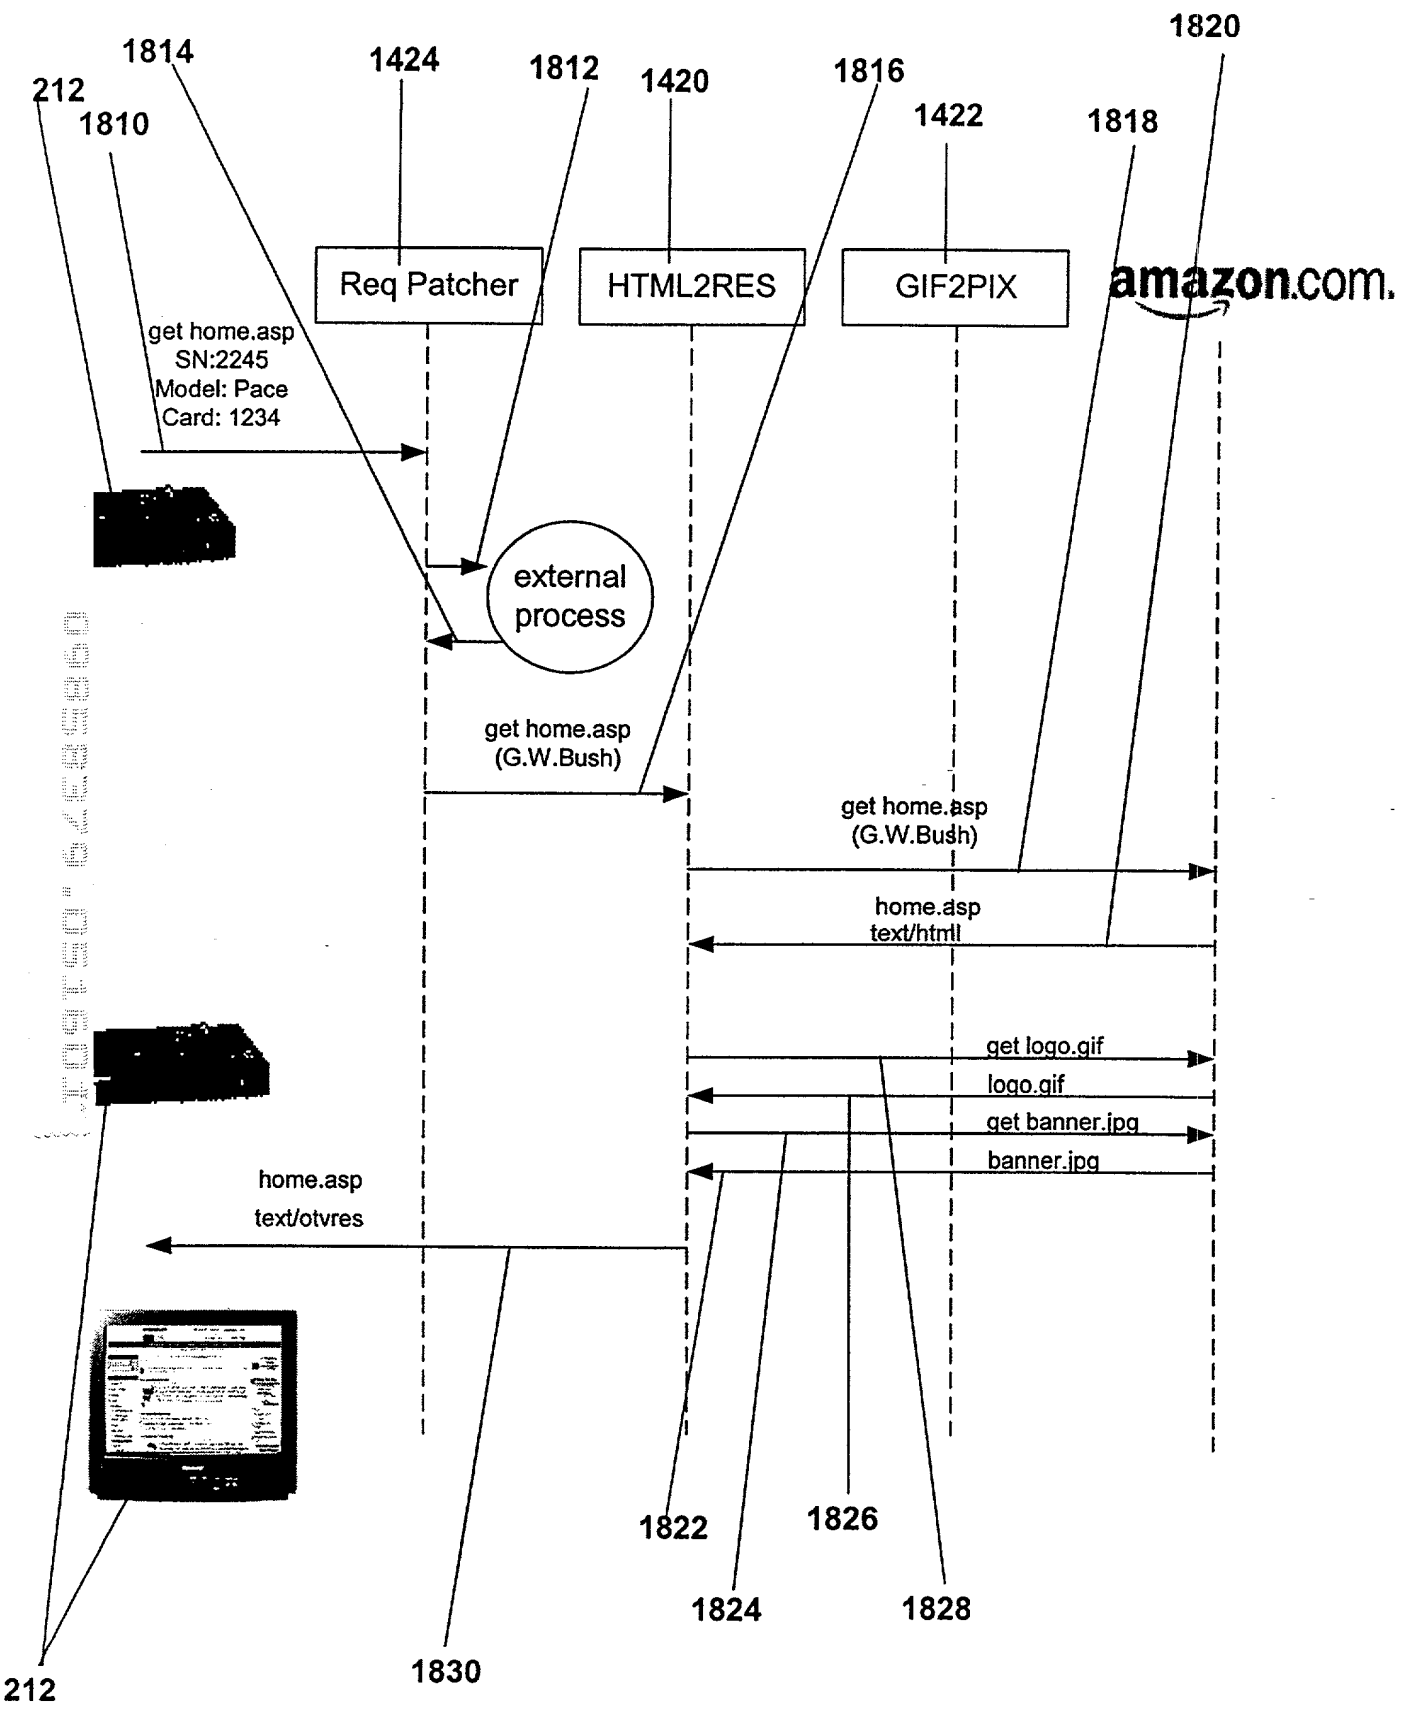 1820
1814
1424
1812
1420
1816
212
1810
1422
1818
Req Patcher
HTML2RES
GIF2PIX
amazon.com.
get home.asp
SN:2245
Model: Pace
Card: 1234
external
process
get home.asp
(G.W.Bush)
get home.asp
(G.W.Bush)
home.asp
text/html
get logo.gif
logo.gif
get banner.jpg
banner.jpg
home.asp
text/otvres
1822
1826
1824
1828
1830
212